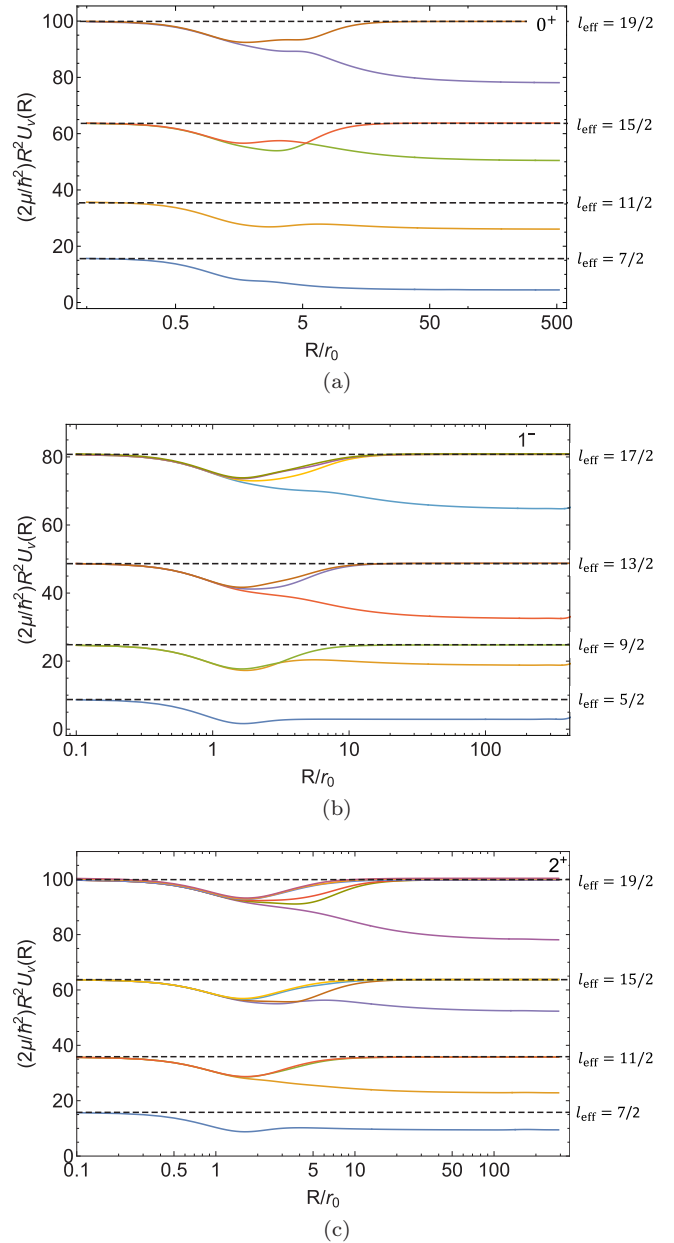 0⁺
100
80
60
40
20
0
(2μ/ħ²)R²Uᵥ(R)
l_eff = 19/2
l_eff = 15/2
l_eff = 11/2
l_eff = 7/2
0.5 5 50 500
R/r₀
(a)
1⁻
80
60
40
20
0
(2μ/ħ²)R²Uᵥ(R)
l_eff = 17/2
l_eff = 13/2
l_eff = 9/2
l_eff = 5/2
0.1 1 10 100
R/r₀
(b)
2⁺
100
80
60
40
20
0
(2μ/ħ²)R²Uᵥ(R)
l_eff = 19/2
l_eff = 15/2
l_eff = 11/2
l_eff = 7/2
0.1 0.5 1 5 10 50 100
R/r₀
(c)